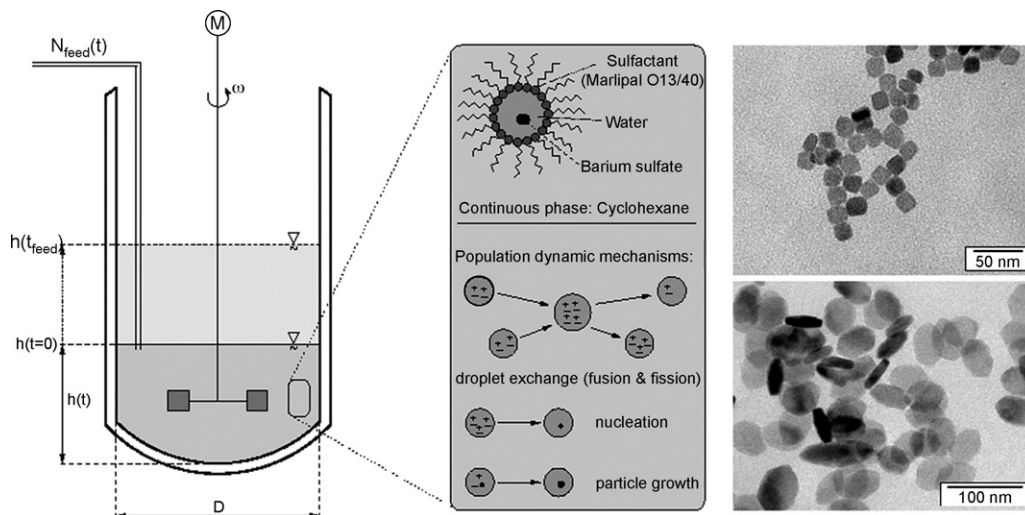 M
N_feed(t)
ω
h(t_feed)
h(t=0)
h(t)
D
Sulfactant
(Marlipal O13/40)
Water
Barium sulfate
Continuous phase: Cyclohexane
Population dynamic mechanisms:
droplet exchange (fusion & fission)
nucleation
particle growth
50 nm
100 nm